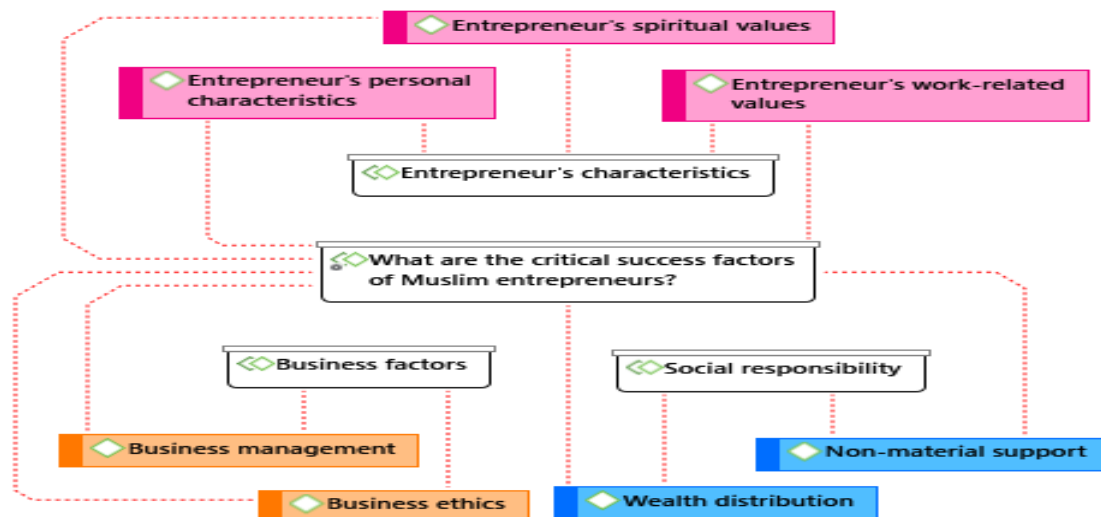 Entrepreneur's spiritual values
Entrepreneur's personal
characteristics
Entrepreneur's work-related
values
Entrepreneur's characteristics
What are the critical success factors
of Muslim entrepreneurs?
Business factors
Social responsibility
Business management
Non-material support
Business ethics
Wealth distribution